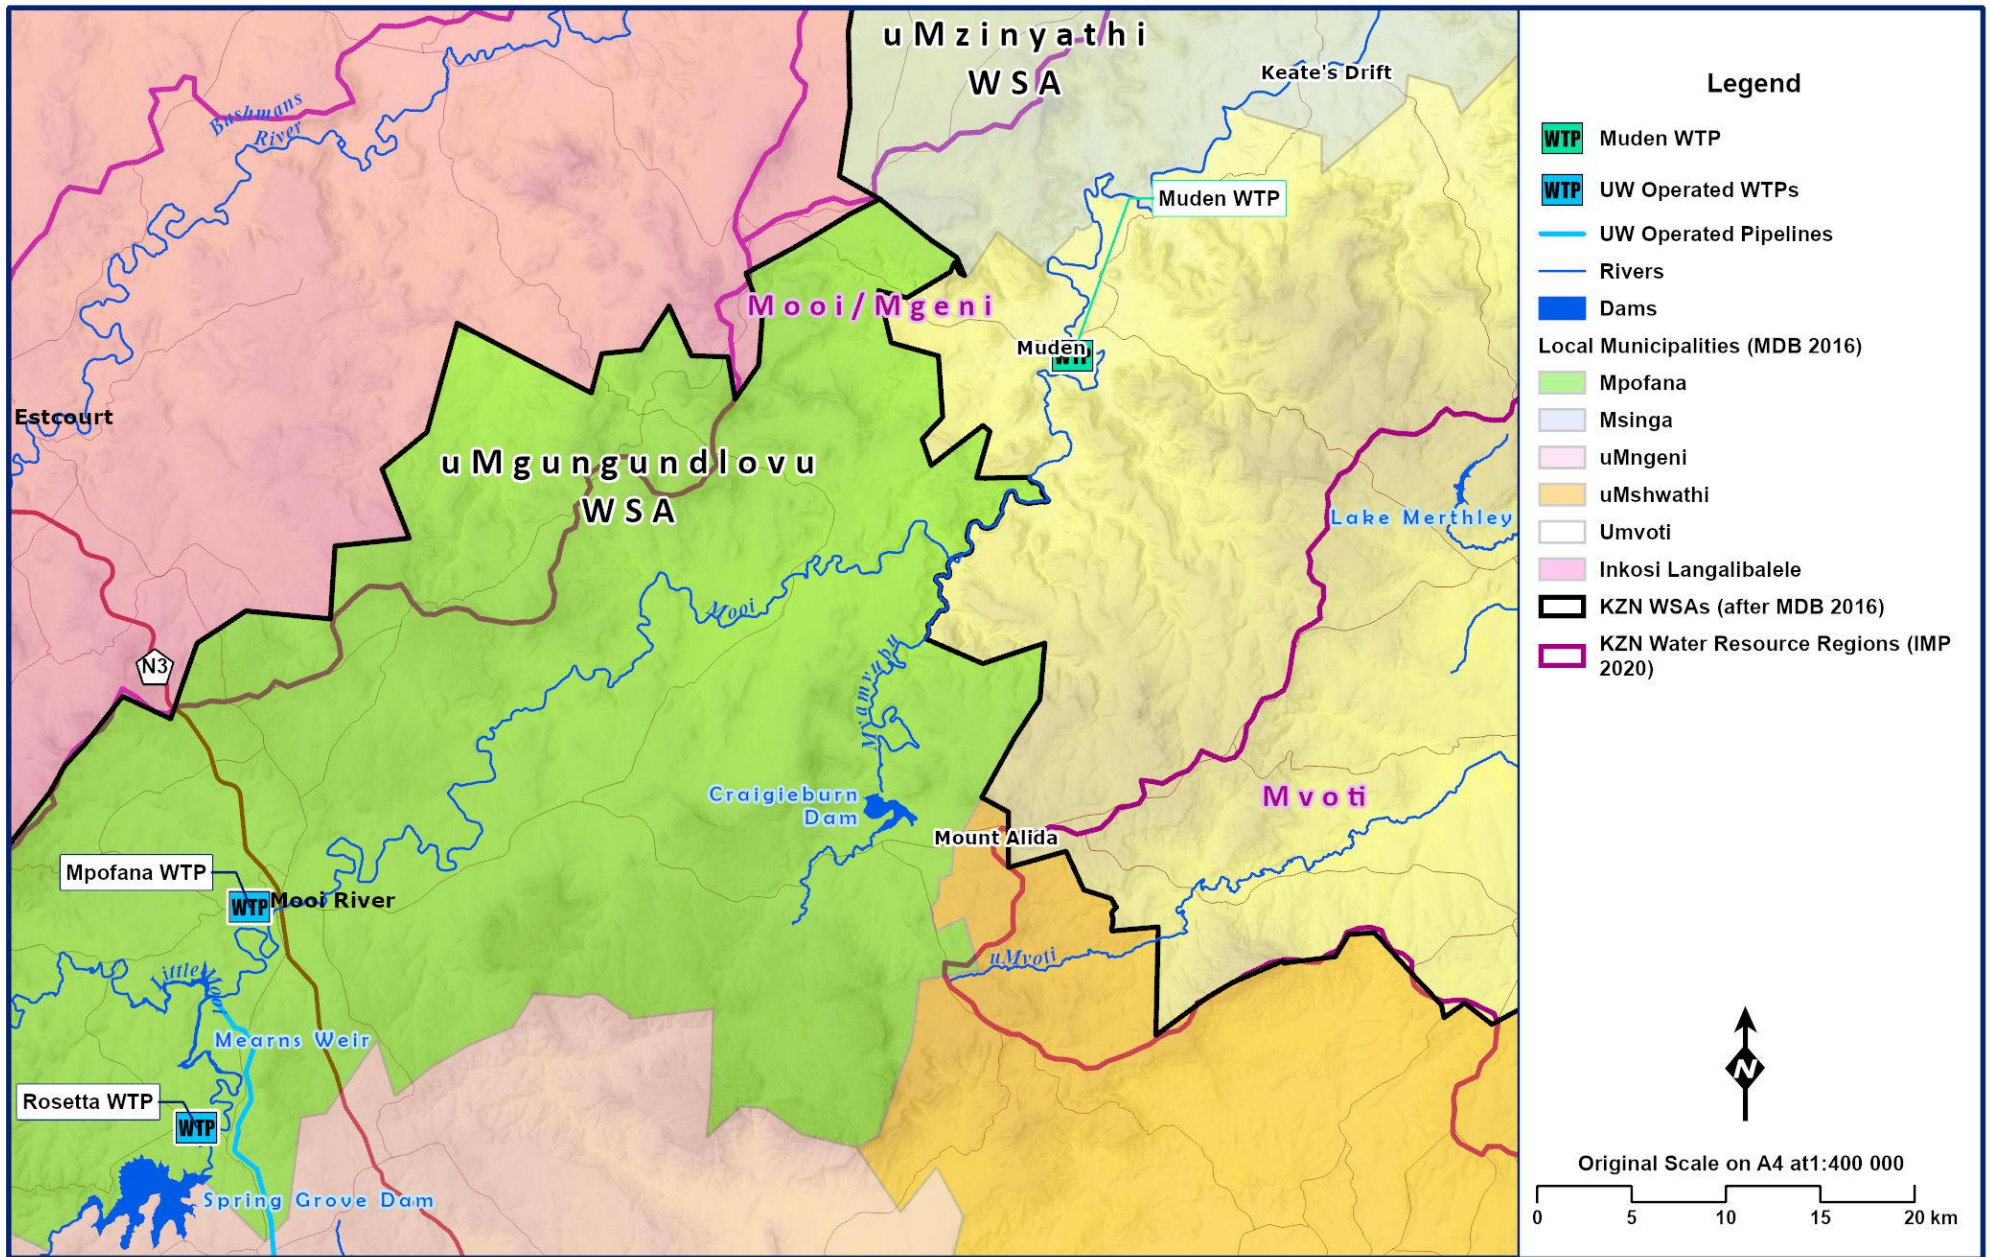 uMzinyathi
WSA
Keate's Drift
Bushmans
River
Muden WTP
Mooi/Mgeni
Muden
WTP
Estcourt
uMgungundlovu
WSA
Lake Merthley
Mooi
N3
Mnyamvubu
Craigieburn
Dam
Mvoti
Mount Alida
Mpofana WTP
WTP
Mooi River
uMvoti
Little Mooi
Mearns Weir
Rosetta WTP
WTP
Spring Grove Dam
Legend
WTP Muden WTP
WTP UW Operated WTPs
UW Operated Pipelines
Rivers
Dams
Local Municipalities (MDB 2016)
Mpofana
Msinga
uMngeni
uMshwathi
Umvoti
Inkosi Langalibalele
KZN WSAs (after MDB 2016)
KZN Water Resource Regions (IMP
2020)
N
Original Scale on A4 at1:400 000
0 5 10 15 20 km